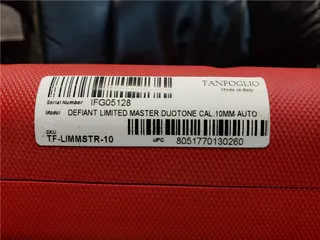 TANFOGLIO
Made in Italy
Serial Number IFG05128
Model DEFIANT LIMITED MASTER DUOTONE CAL.10MM AUTO
SKU
TF-LIMMSTR-10 UPC 8051770130260